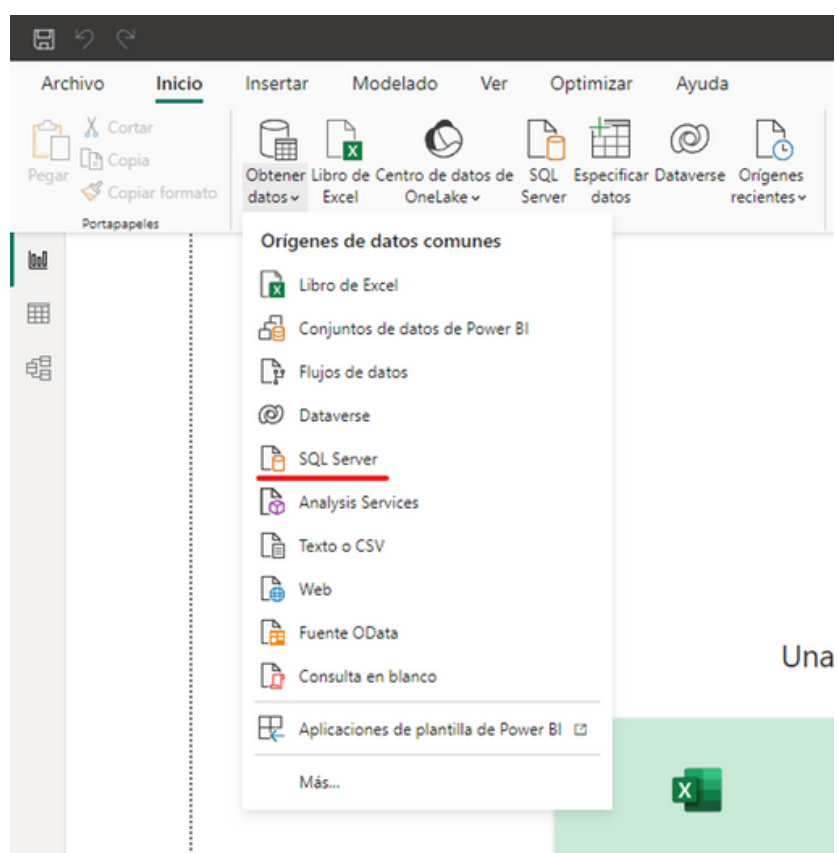 Archivo Inicio Insertar Modelado Ver Optimizar Ayuda
Pegar
Cortar
Copia
Copiar formato
Portapapeles
Obtener datos
Libro de Excel
Centro de datos de OneLake
SQL Server
Especificar datos
Dataverse
Orígenes recientes
Orígenes de datos comunes
Libro de Excel
Conjuntos de datos de Power BI
Flujos de datos
Dataverse
SQL Server
Analysis Services
Texto o CSV
Web
Fuente OData
Consulta en blanco
Aplicaciones de plantilla de Power BI
Más...
Una